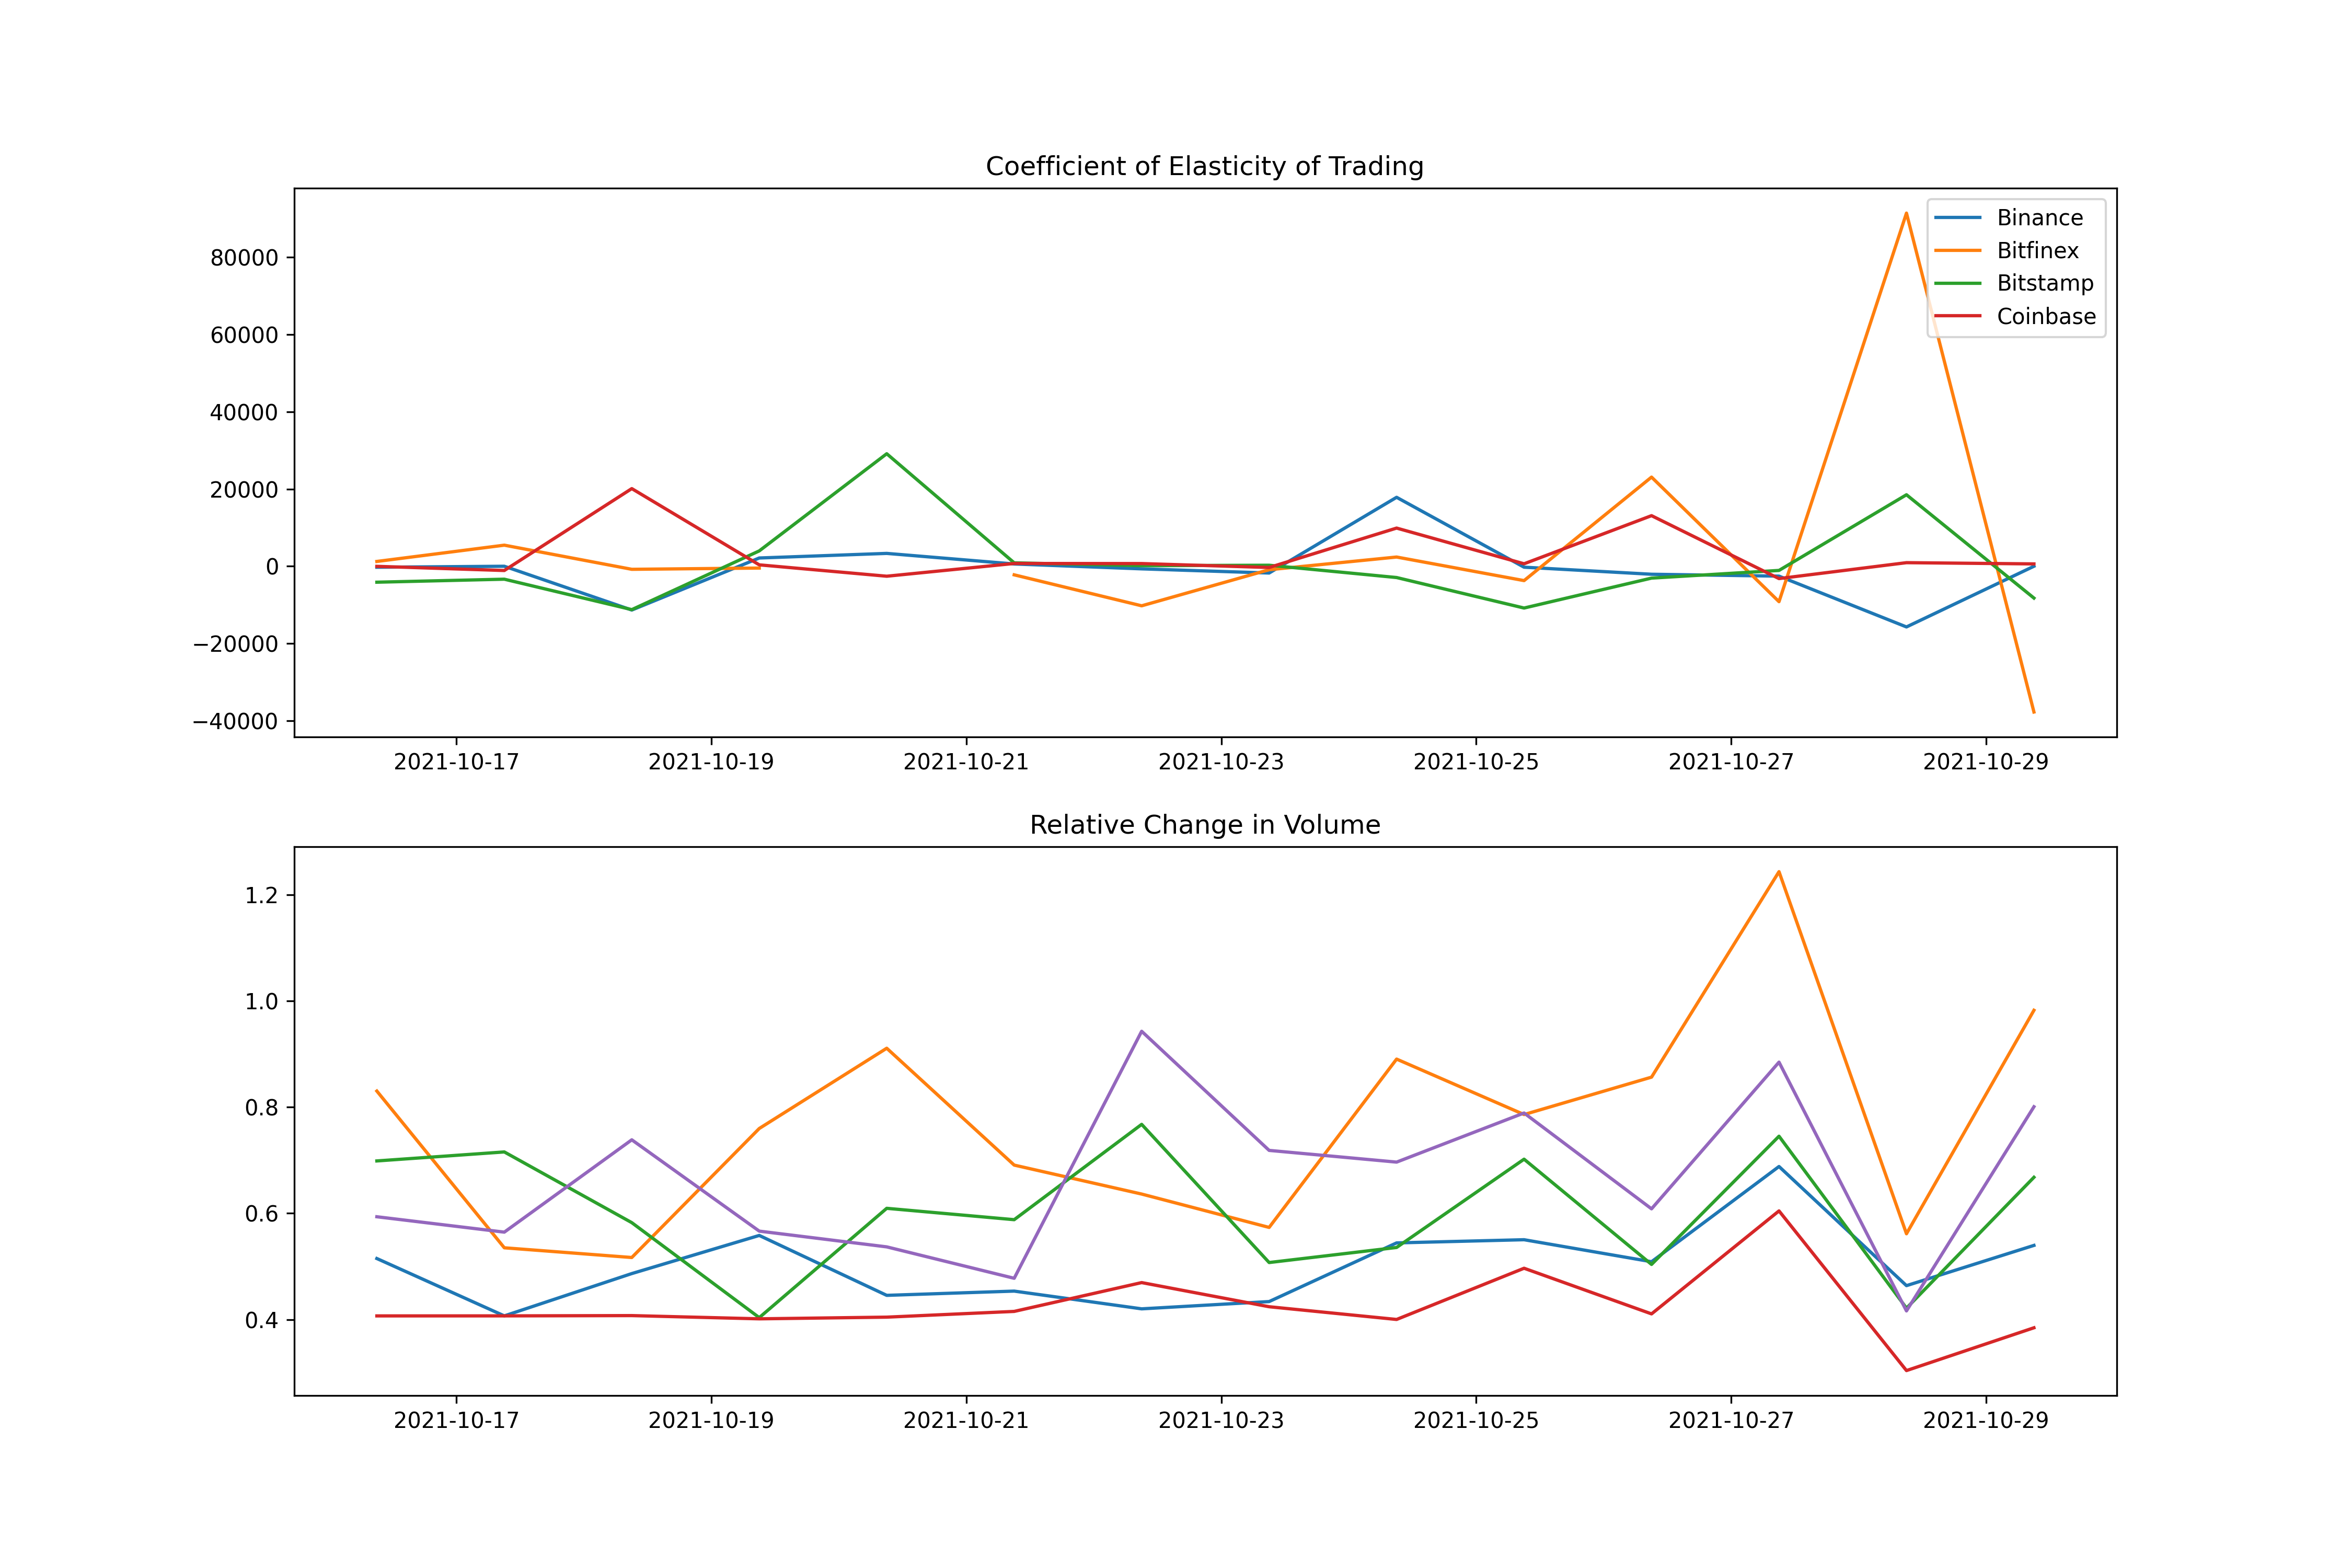 Coefficient of Elasticity of Trading
Binance
Bitfinex
Bitstamp
Coinbase
80000
60000
40000
20000
0
−20000
−40000
2021-10-17 2021-10-19 2021-10-21 2021-10-23 2021-10-25 2021-10-27 2021-10-29
Relative Change in Volume
1.2
1.0
0.8
0.6
0.4
2021-10-17 2021-10-19 2021-10-21 2021-10-23 2021-10-25 2021-10-27 2021-10-29